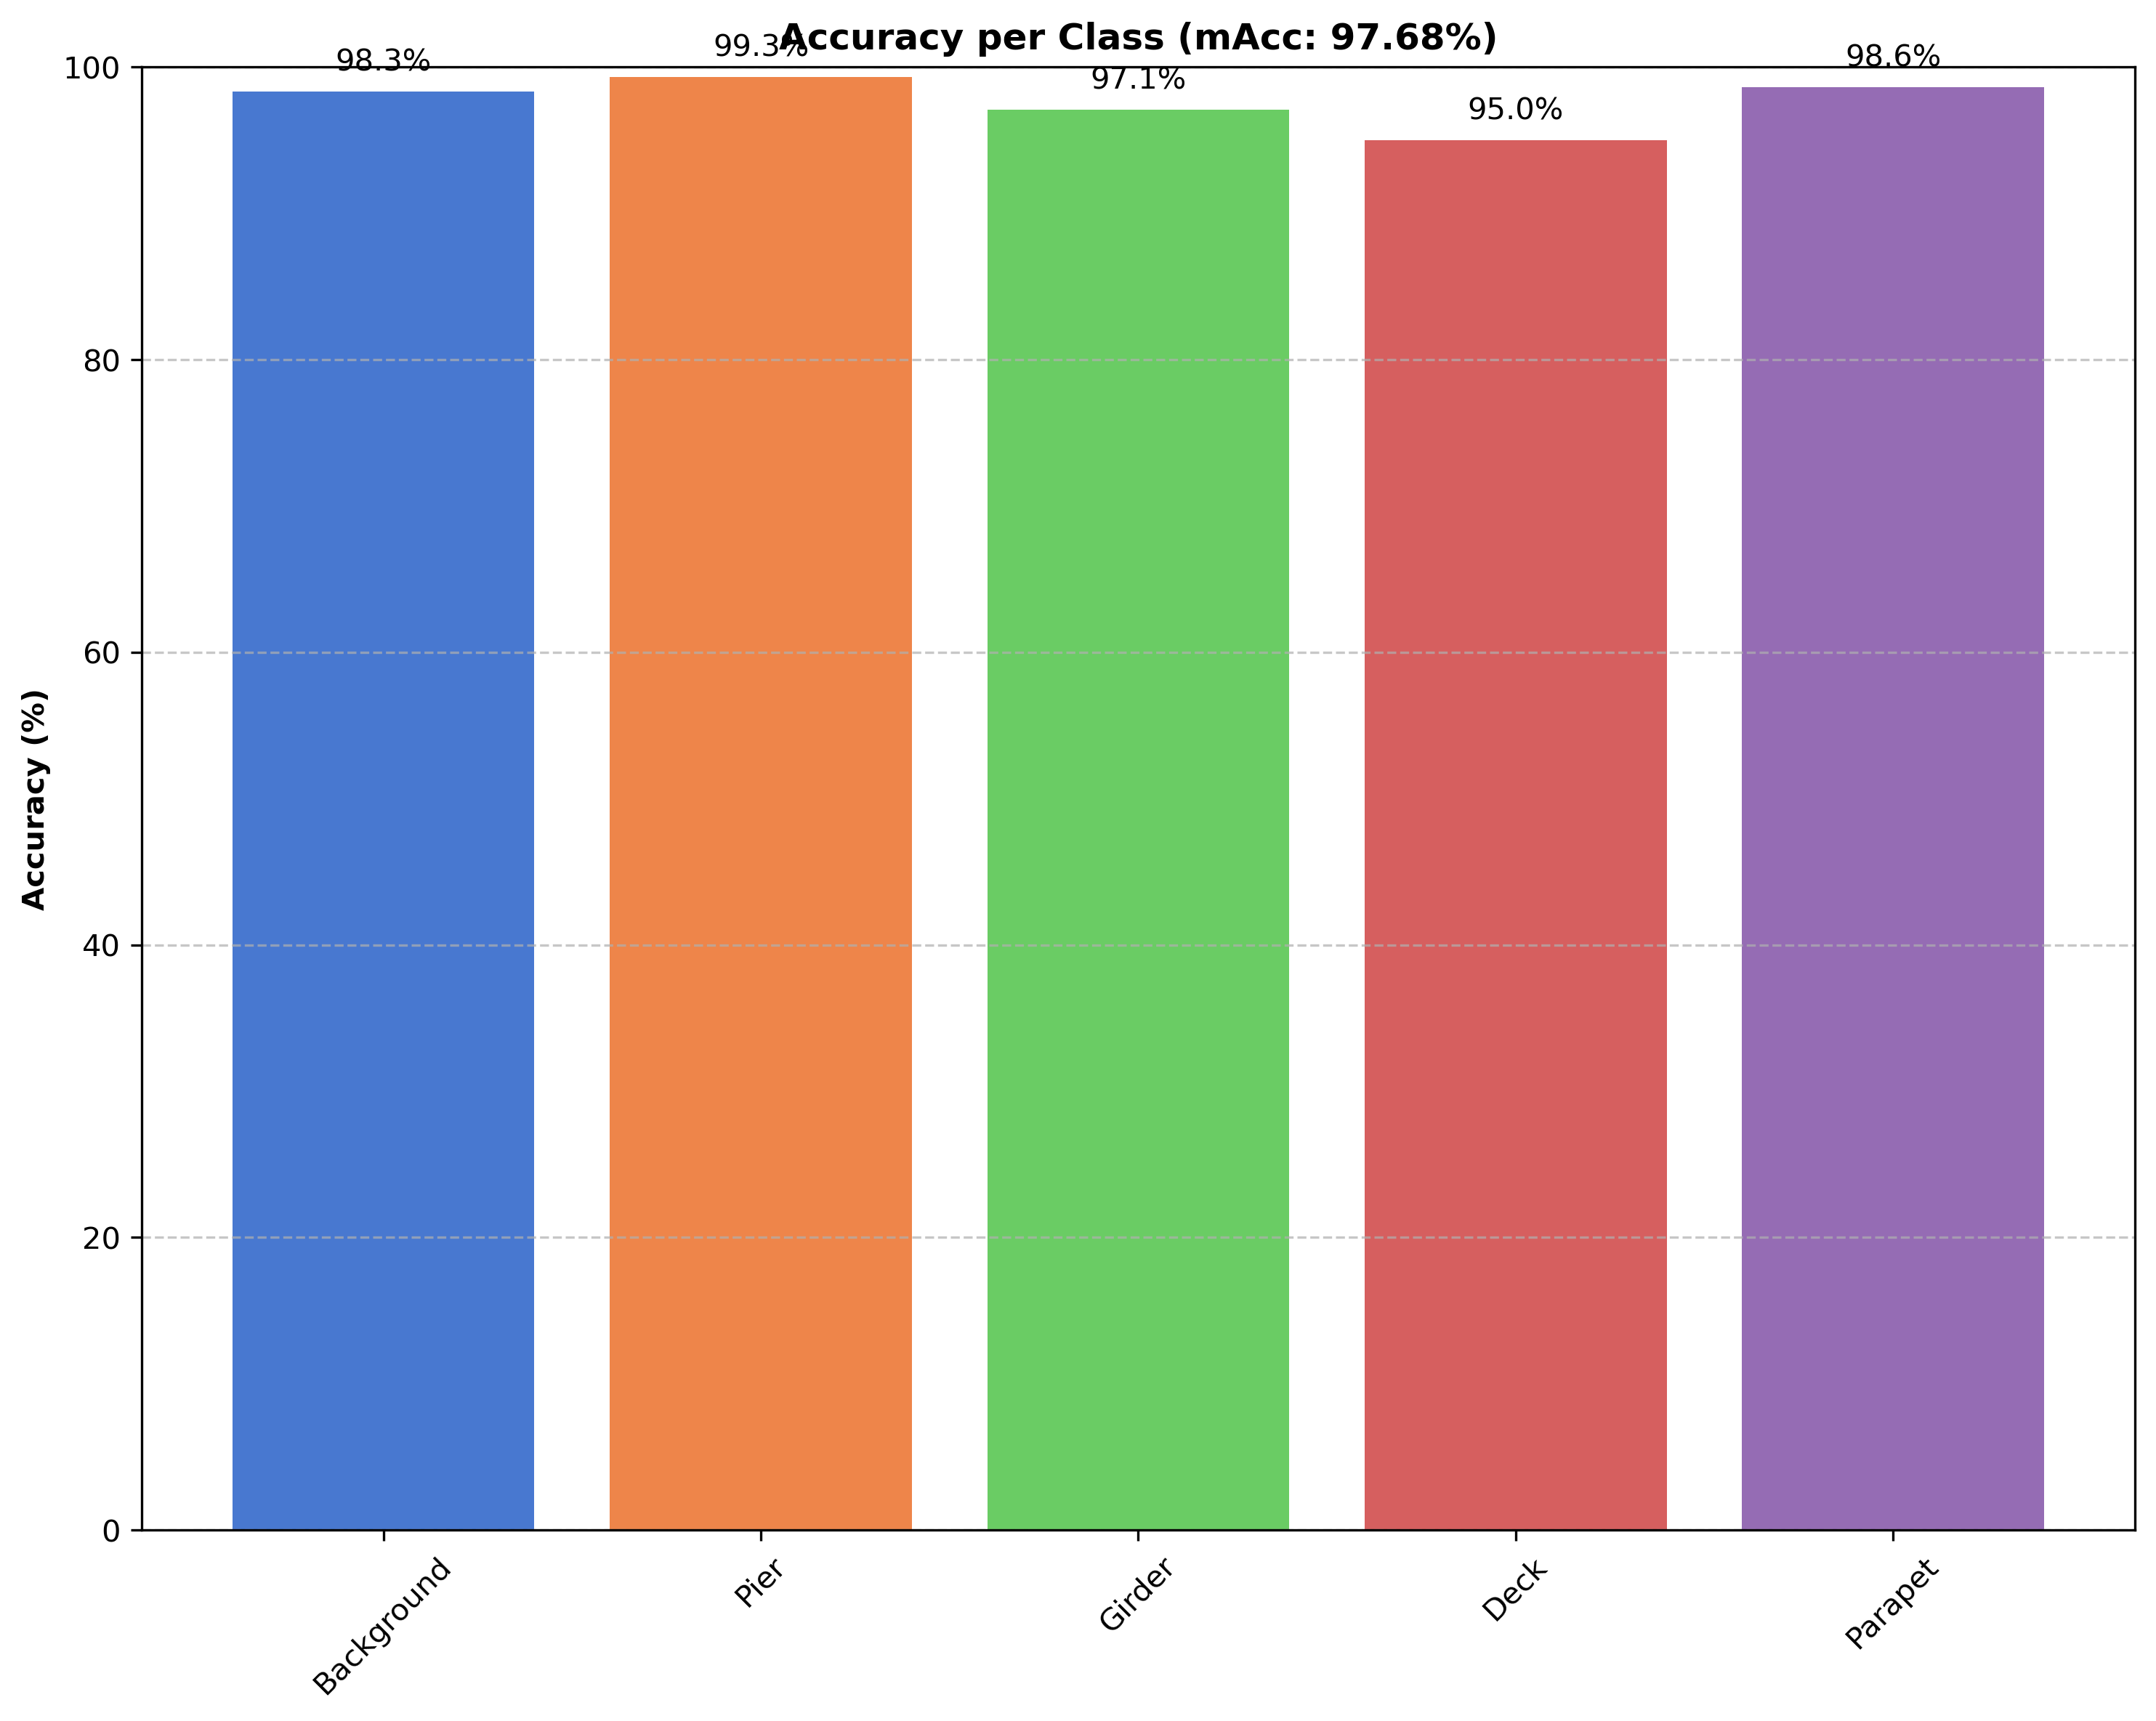 Accuracy per Class (mAcc: 97.68%)
98.3%
99.3%
97.1%
95.0%
98.6%
Accuracy (%)
100
80
60
40
20
0
Background
Pier
Girder
Deck
Parapet